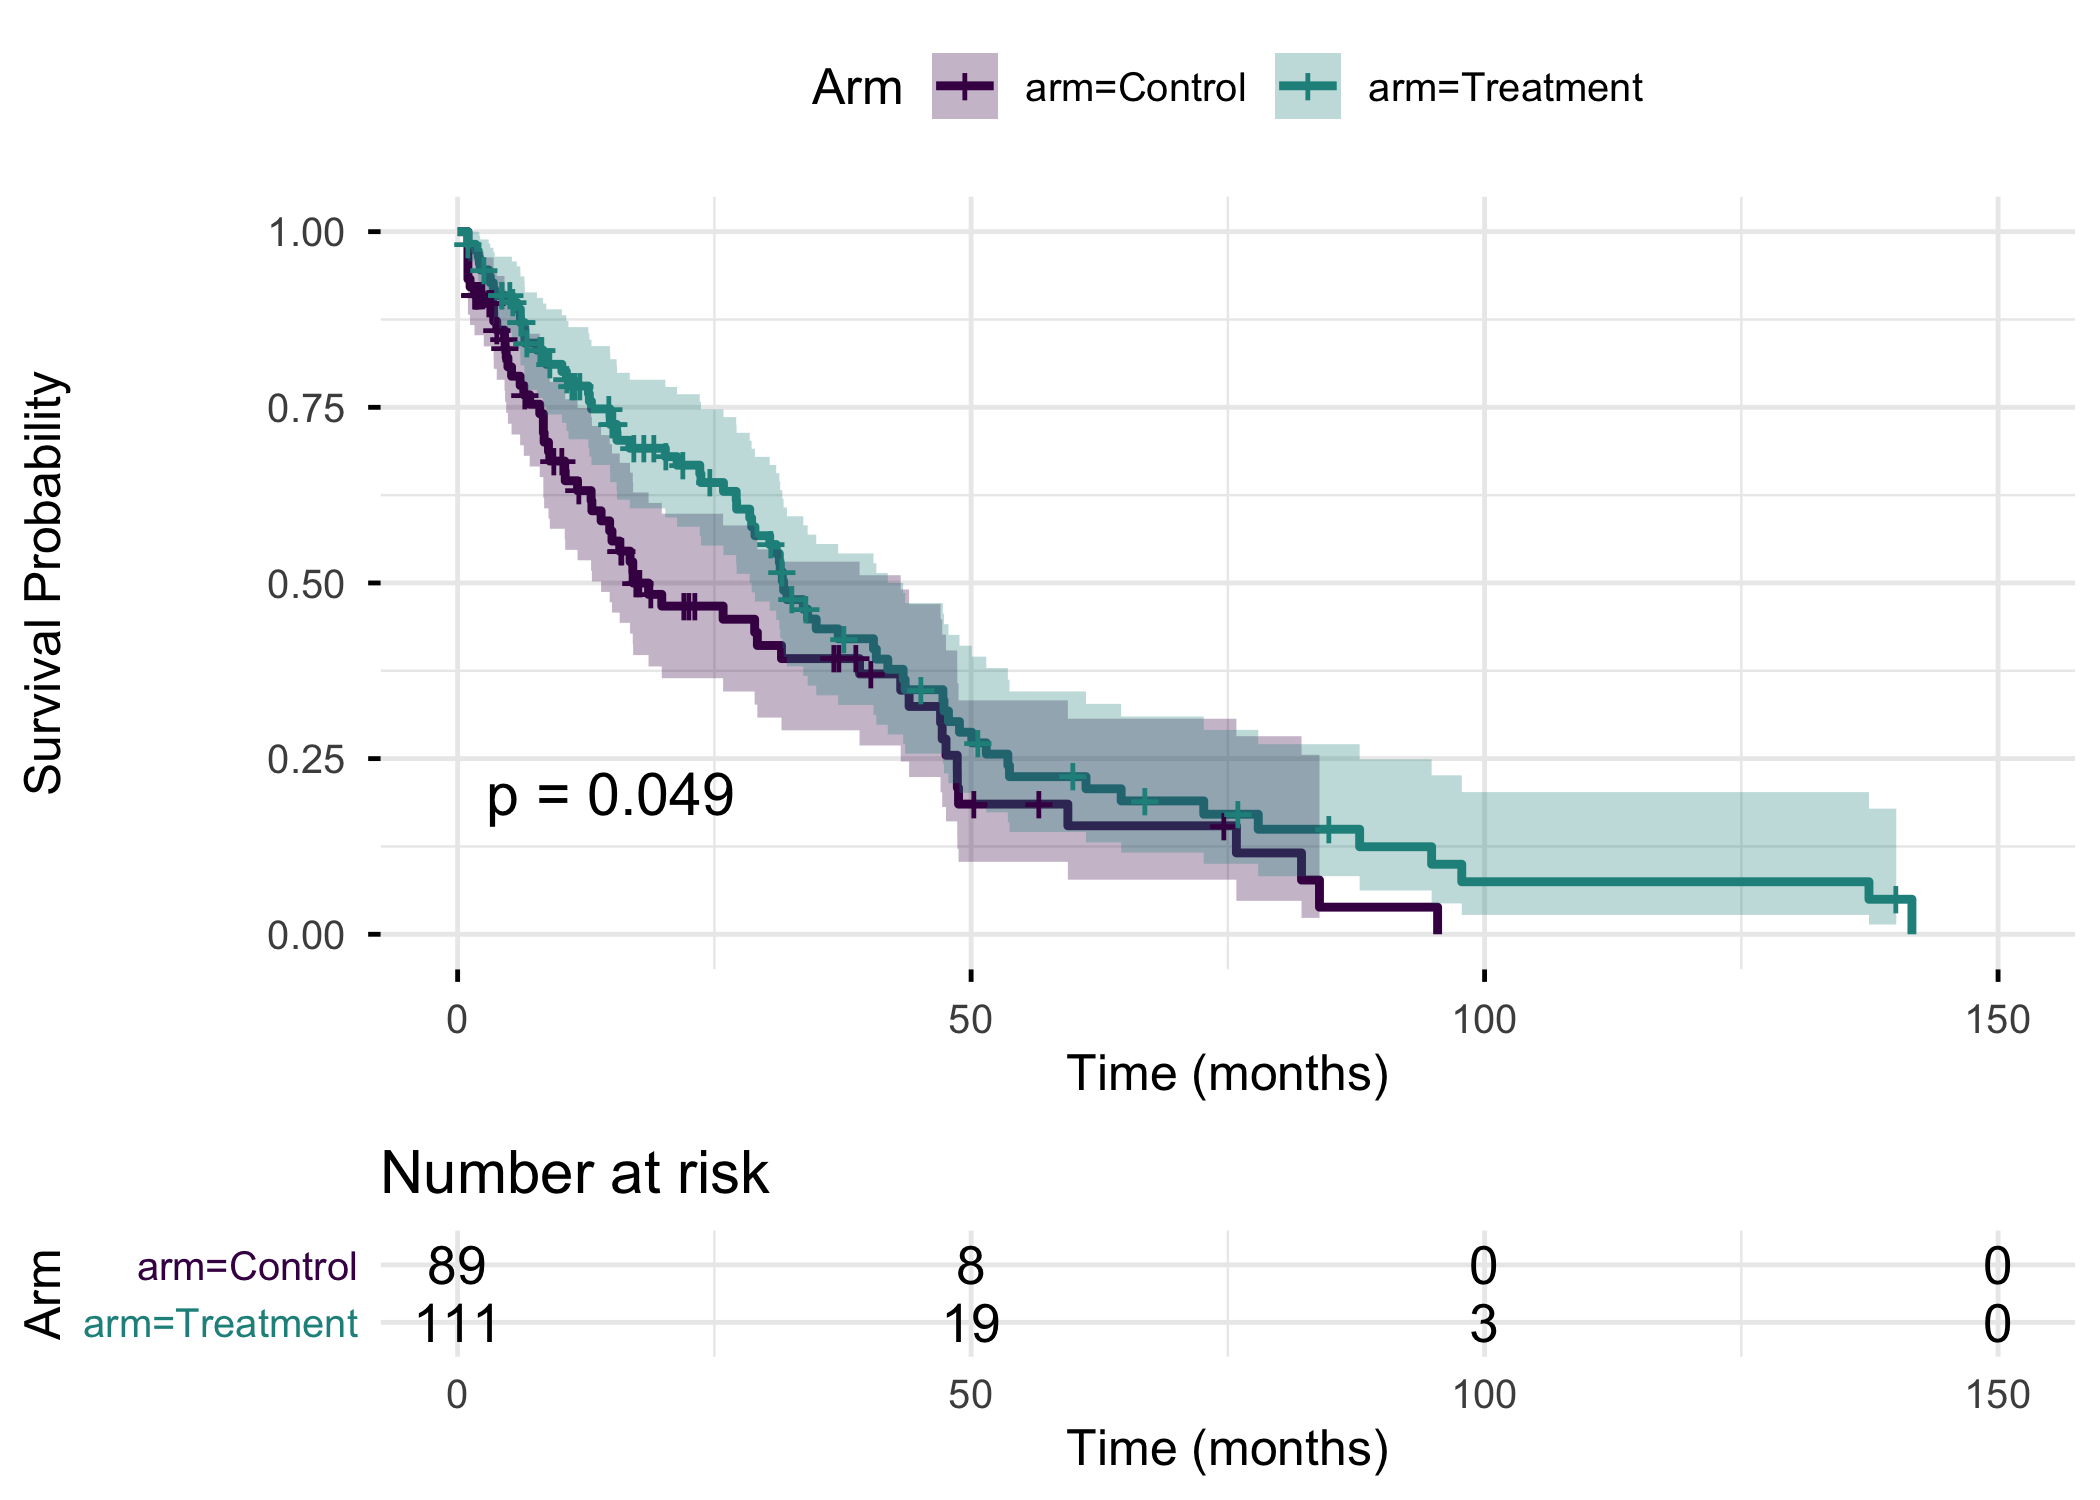 Arm arm=Control arm=Treatment
1.00
0.75
0.50
0.25
0.00
Survival Probability
p = 0.049
0 50 100 150
Time (months)
Number at risk
Arm
arm=Control 89 8 0 0
arm=Treatment 111 19 3 0
0 50 100 150
Time (months)